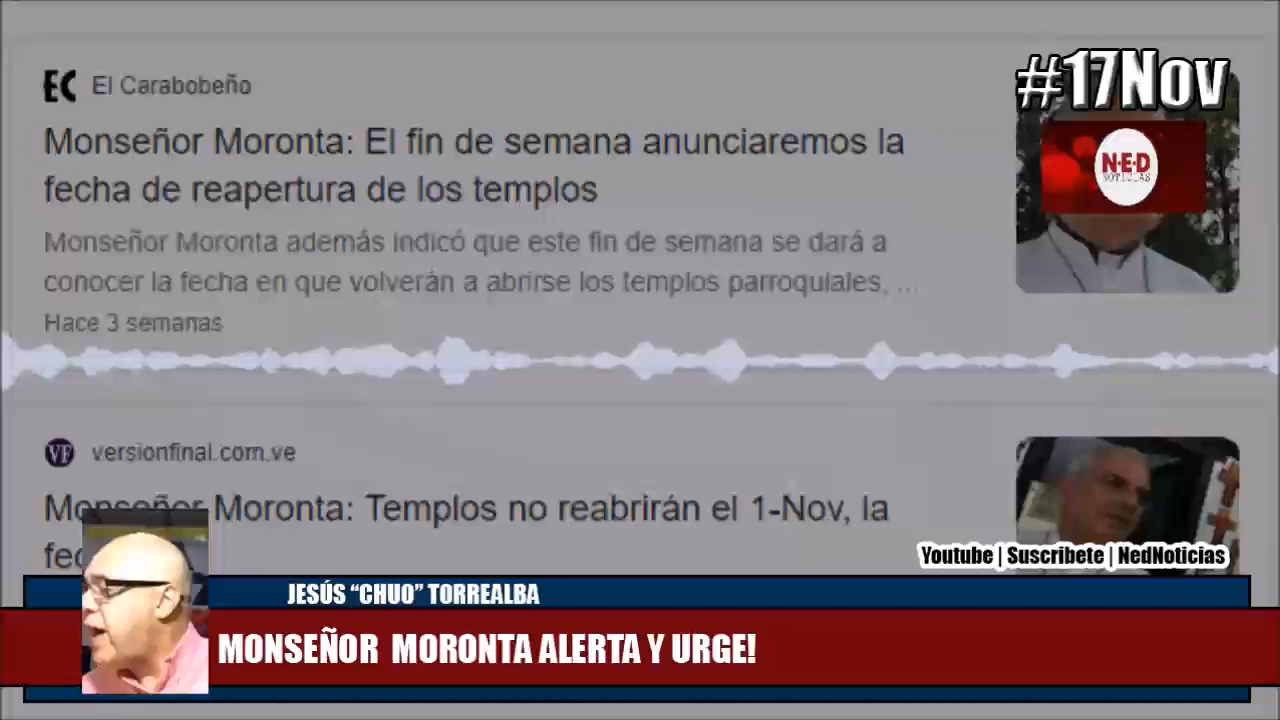 #17Nov
EC El Carabobeño
Monseñor Moronta: El fin de semana anunciaremos la
fecha de reapertura de los templos
N·E·D
NOTICIAS
Monseñor Moronta además indicó que este fin de semana se dará a
conocer la fecha en que volverán a abrirse los templos parroquiales, ...
Hace 3 semanas
VF versionfinal.com.ve
Monseñor Moronta: Templos no reabrirán el 1-Nov, la
Youtube | Suscribete | NedNoticias
JESÚS “CHUO” TORREALBA
MONSEÑOR MORONTA ALERTA Y URGE!